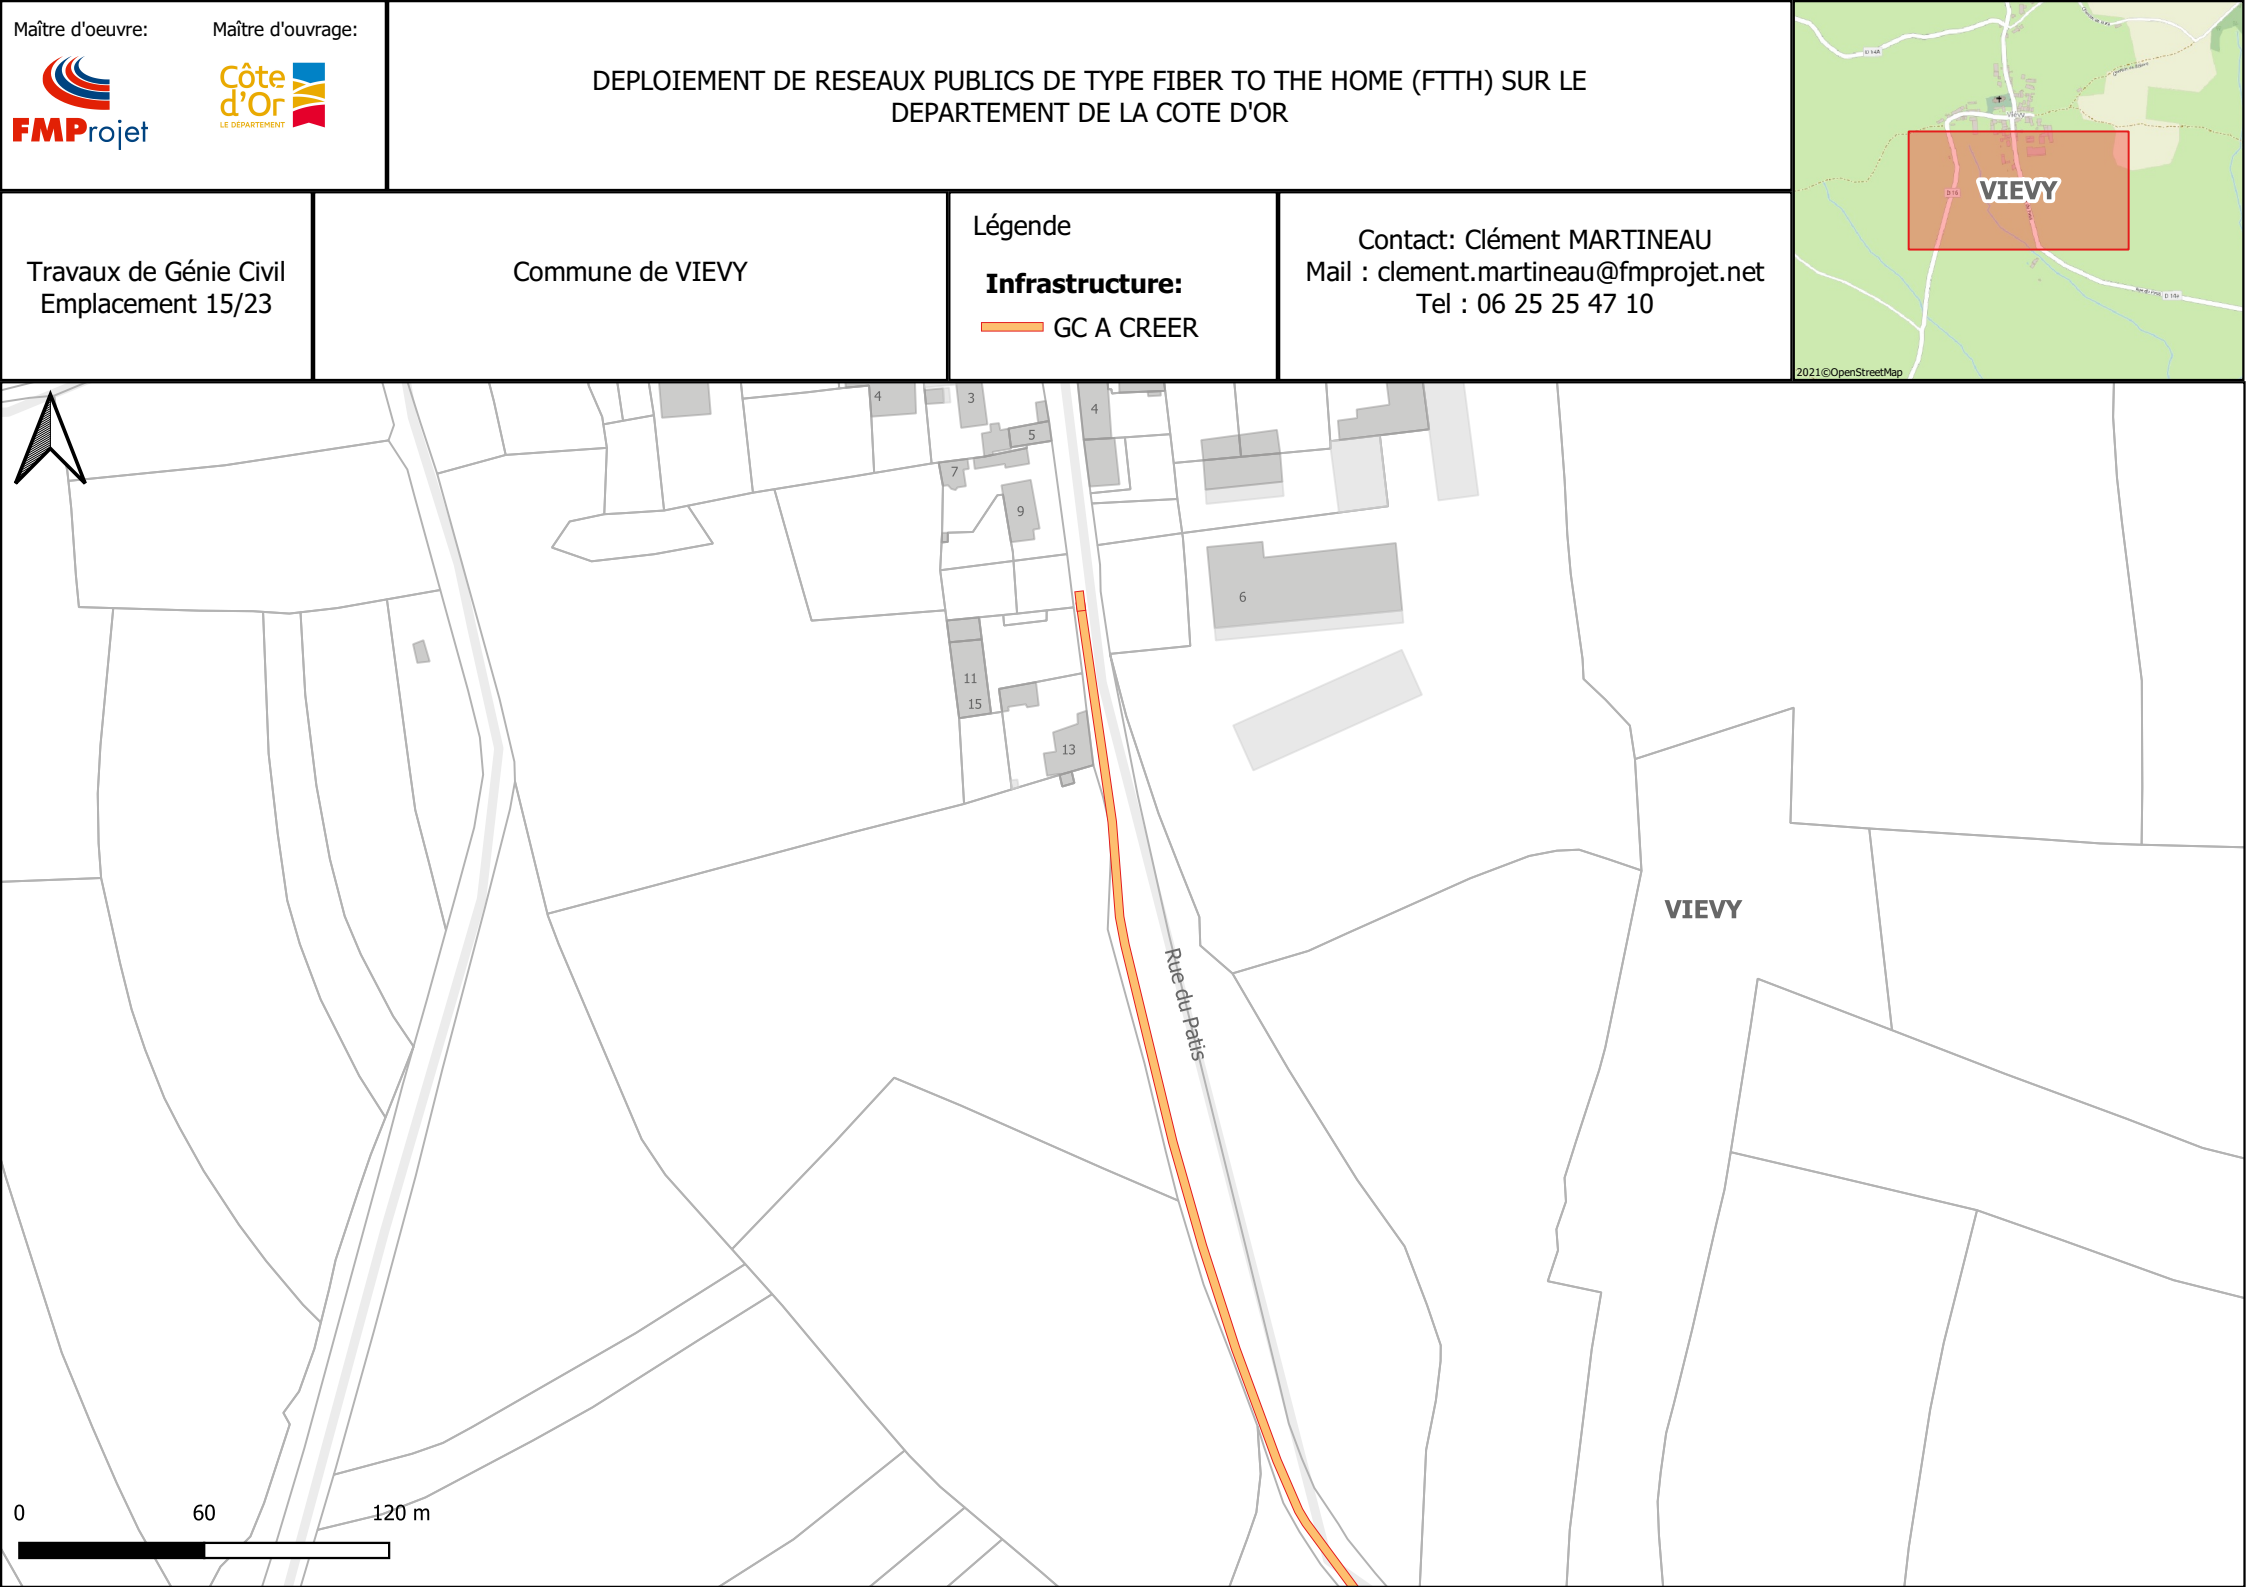 Maître d'oeuvre:
Maître d'ouvrage:
FMProjet
Côte
d'Or
LE DÉPARTEMENT
DEPLOIEMENT DE RESEAUX PUBLICS DE TYPE FIBER TO THE HOME (FTTH) SUR LE
DEPARTEMENT DE LA COTE D'OR
Travaux de Génie Civil
Emplacement 15/23
Commune de VIEVY
Légende
Infrastructure:
GC A CREER
Contact: Clément MARTINEAU
Mail : clement.martineau@fmprojet.net
Tel : 06 25 25 47 10
VIEVY
D 16
2021©OpenStreetMap
4
3
5
4
7
9
6
11
15
13
VIEVY
Rue du Patis
0
60
120 m